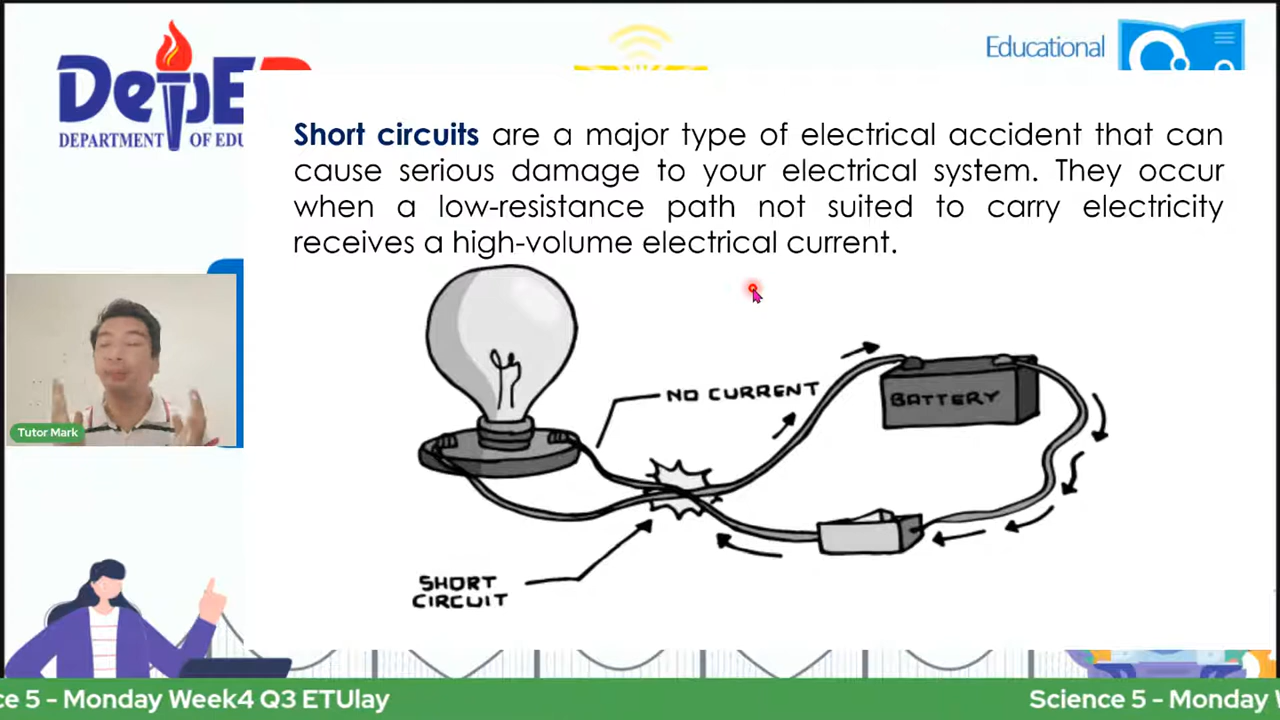 DepE
DEPARTMENT OF EDU
Educational
Short circuits are a major type of electrical accident that can
cause serious damage to your electrical system. They occur
when a low-resistance path not suited to carry electricity
receives a high-volume electrical current.
NO CURRENT
BATTERY
Tutor Mark
SHORT
CIRCUIT
ce 5 - Monday Week4 Q3 ETUlay
Science 5 - Monday W